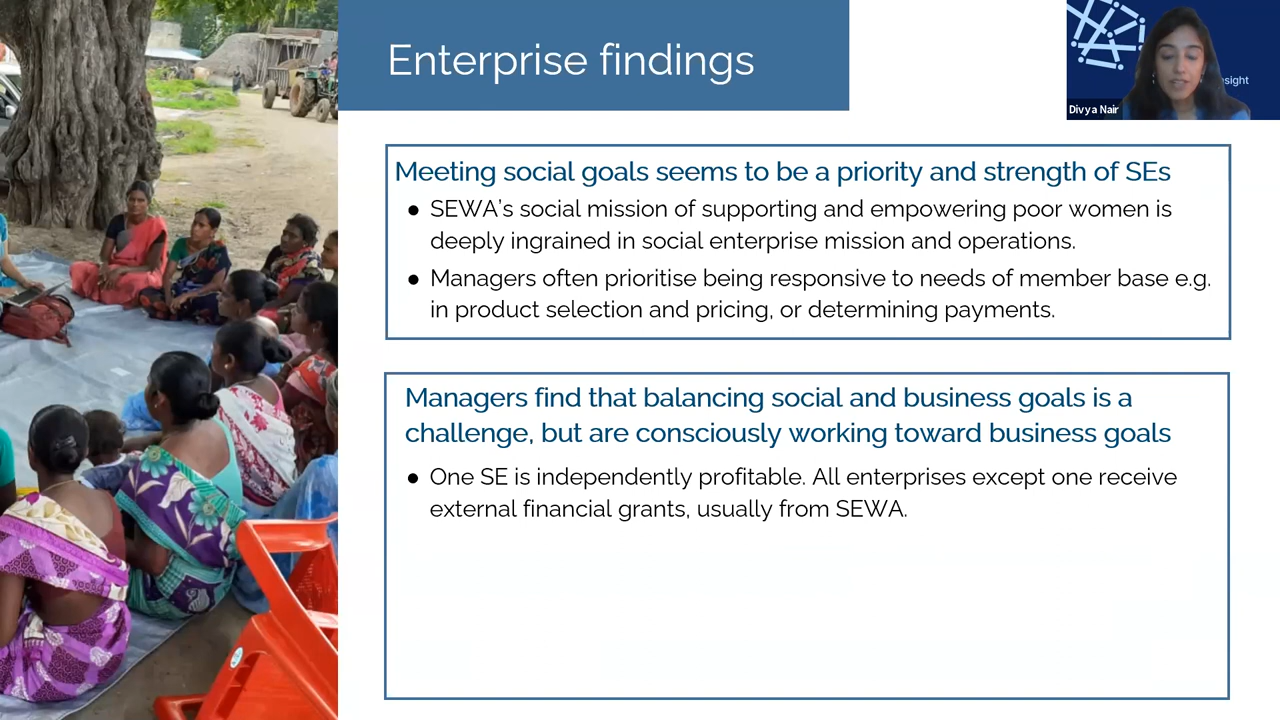 Enterprise findings
sight
Divya Nair
Meeting social goals seems to be a priority and strength of SEs
● SEWA's social mission of supporting and empowering poor women is
deeply ingrained in social enterprise mission and operations.
● Managers often prioritise being responsive to needs of member base e.g.
in product selection and pricing, or determining payments.
Managers find that balancing social and business goals is a
challenge, but are consciously working toward business goals
● One SE is independently profitable. All enterprises except one receive
external financial grants, usually from SEWA.